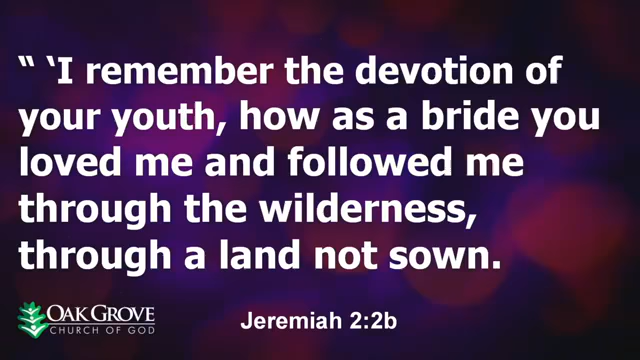 “ ‘I remember the devotion of
your youth, how as a bride you
loved me and followed me
through the wilderness,
through a land not sown.
OAK GROVE
CHURCH OF GOD
Jeremiah 2:2b